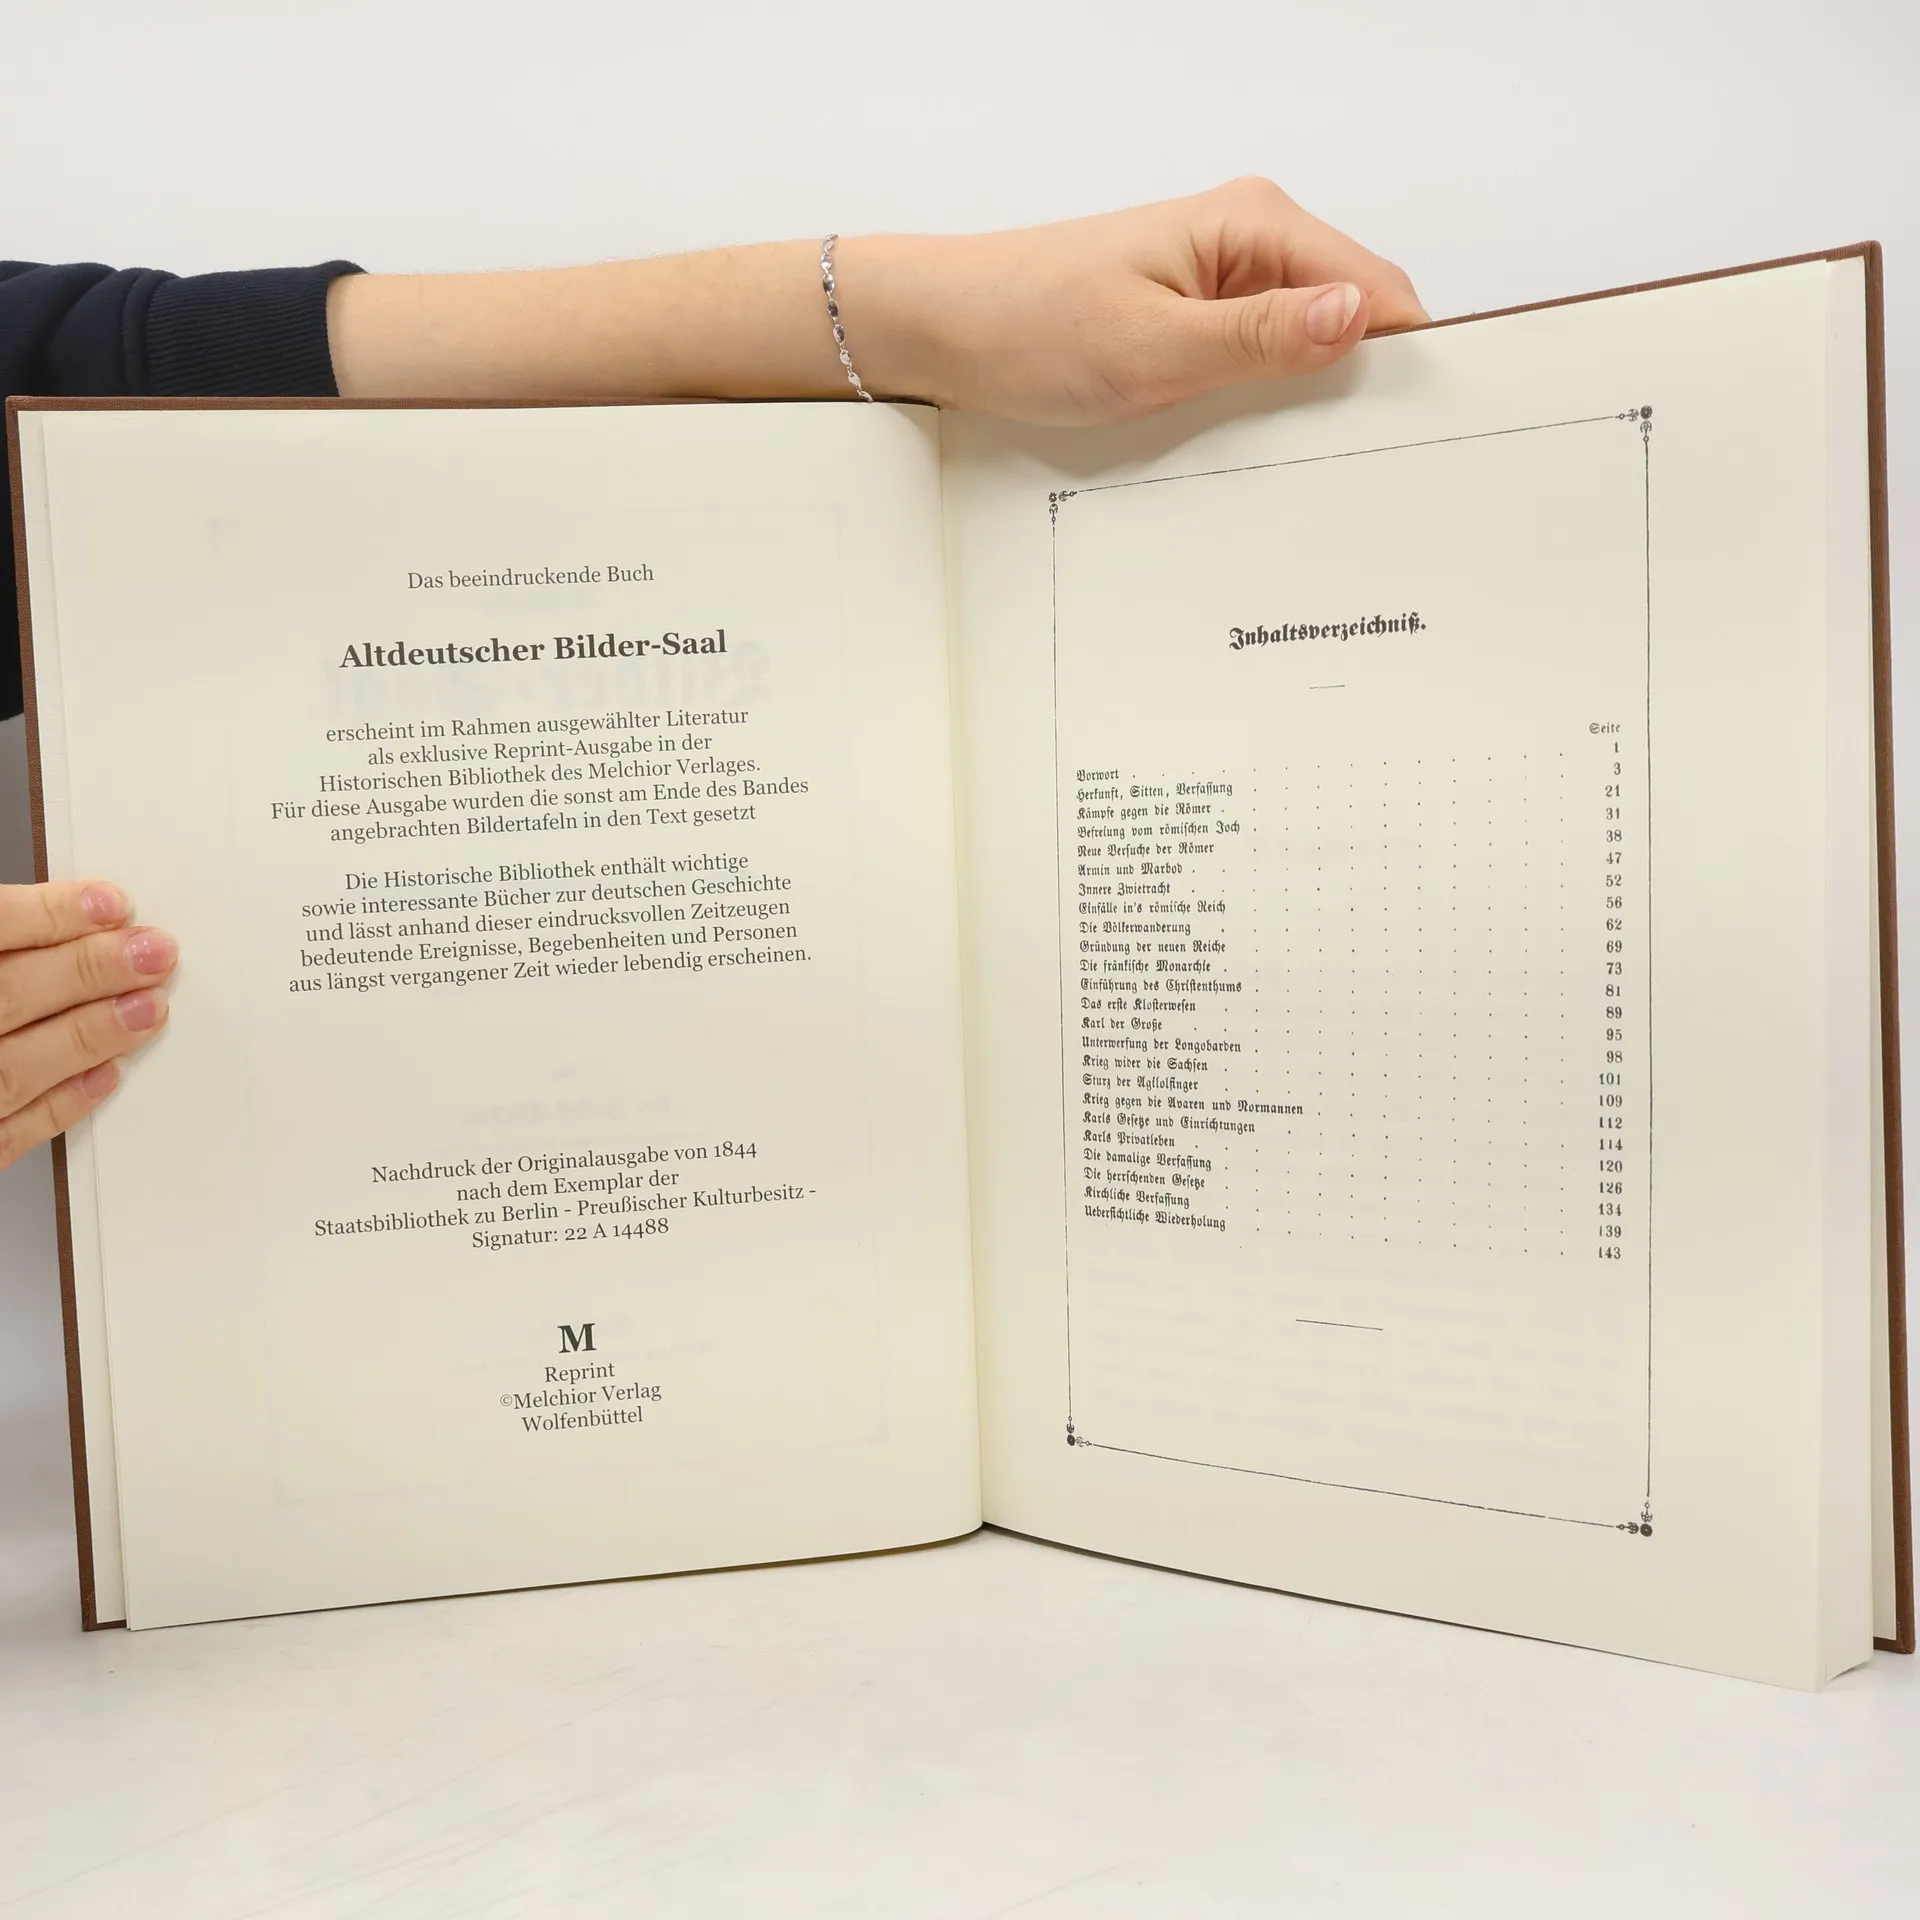 Das beeindruckende Buch
Altdeutscher Bilder-Saal
erscheint im Rahmen ausgewählter Literatur
als exklusive Reprint-Ausgabe in der
Historischen Bibliothek des Melchior Verlages.
Für diese Ausgabe wurden die sonst am Ende des Bandes
angebrachten Bildertafeln in den Text gesetzt
Die Historische Bibliothek enthält wichtige
sowie interessante Bücher zur deutschen Geschichte
und lässt anhand dieser eindrucksvollen Zeitzeugen
bedeutende Ereignisse, Begebenheiten und Personen
aus längst vergangener Zeit wieder lebendig erscheinen.
Nachdruck der Originalausgabe von 1844
nach dem Exemplar der
Staatsbibliothek zu Berlin - Preußischer Kulturbesitz -
Signatur: 22 A 14488
M
Reprint
©Melchior Verlag
Wolfenbüttel
Inhaltsverzeichniß.
Seite
Vorwort . . . . . . . . . . . 1
Herkunft, Sitten, Verfassung . . . . . . . . . . 3
Kämpfe gegen die Römer . . . . . . . . . . . 21
Befreiung vom römischen Joch . . . . . . . . . . 31
Neue Versuche der Römer . . . . . . . . . . 38
Armin und Marbod . . . . . . . . . . . 47
Innere Zwietracht . . . . . . . . . . . 52
Einfälle in's römische Reich . . . . . . . . . . 56
Die Völkerwanderung . . . . . . . . . . . 62
Gründung der neuen Reiche . . . . . . . . . . 69
Die fränkische Monarchie . . . . . . . . . . . 73
Einführung des Christenthums . . . . . . . . . . 81
Das erste Klosterwesen . . . . . . . . . . . 89
Karl der Große . . . . . . . . . . . 95
Unterwerfung der Longobarden . . . . . . . . . . 98
Krieg wider die Sachsen . . . . . . . . . . . 101
Sturz der Agilolfinger . . . . . . . . . . . 109
Krieg gegen die Avaren und Normannen . . . . . . . . 112
Karls Gesetze und Einrichtungen . . . . . . . . . 114
Karls Privatleben . . . . . . . . . . . 120
Die damalige Verfassung . . . . . . . . . . . 126
Die herrschenden Gesetze . . . . . . . . . . 134
Kirchliche Verfassung . . . . . . . . . . . 139
Uebersichtliche Wiederholung . . . . . . . . . . 143